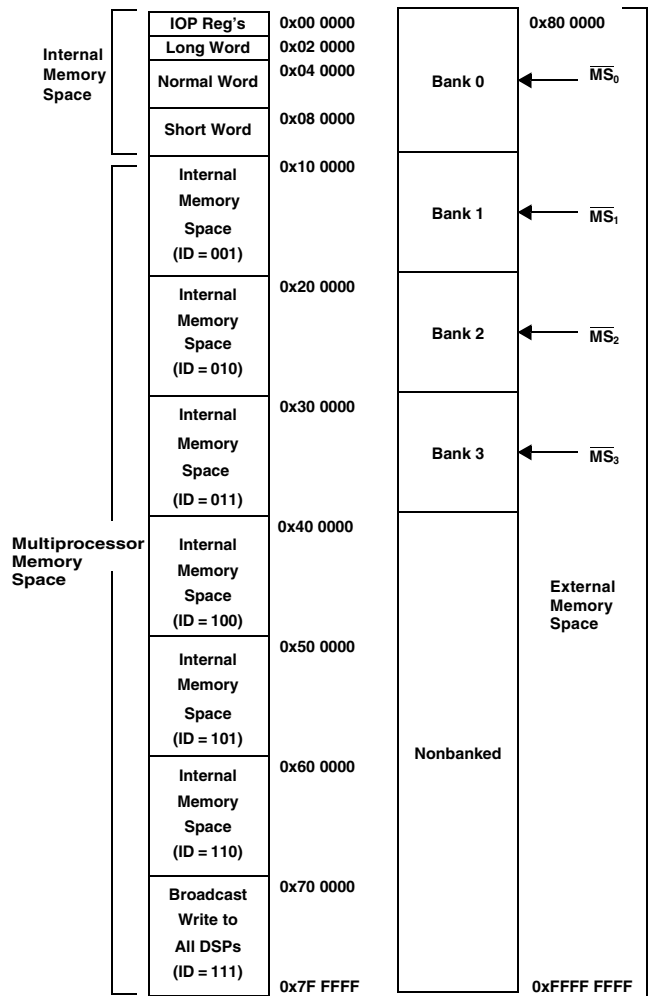 Internal
Memory
Space
IOP Reg's
0x00 0000
Long Word
0x02 0000
Normal Word
0x04 0000
Short Word
0x08 0000
Multiprocessor
Memory
Space
Internal
Memory
Space
(ID = 001)
0x10 0000
Internal
Memory
Space
(ID = 010)
0x20 0000
Internal
Memory
Space
(ID = 011)
0x30 0000
Internal
Memory
Space
(ID = 100)
0x40 0000
Internal
Memory
Space
(ID = 101)
0x50 0000
Internal
Memory
Space
(ID = 110)
0x60 0000
Broadcast
Write to
All DSPs
(ID = 111)
0x70 0000
0x7F FFFF
0x80 0000
Bank 0
M̅S̅₀
Bank 1
M̅S̅₁
Bank 2
M̅S̅₂
Bank 3
M̅S̅₃
Nonbanked
External
Memory
Space
0xFFFF FFFF